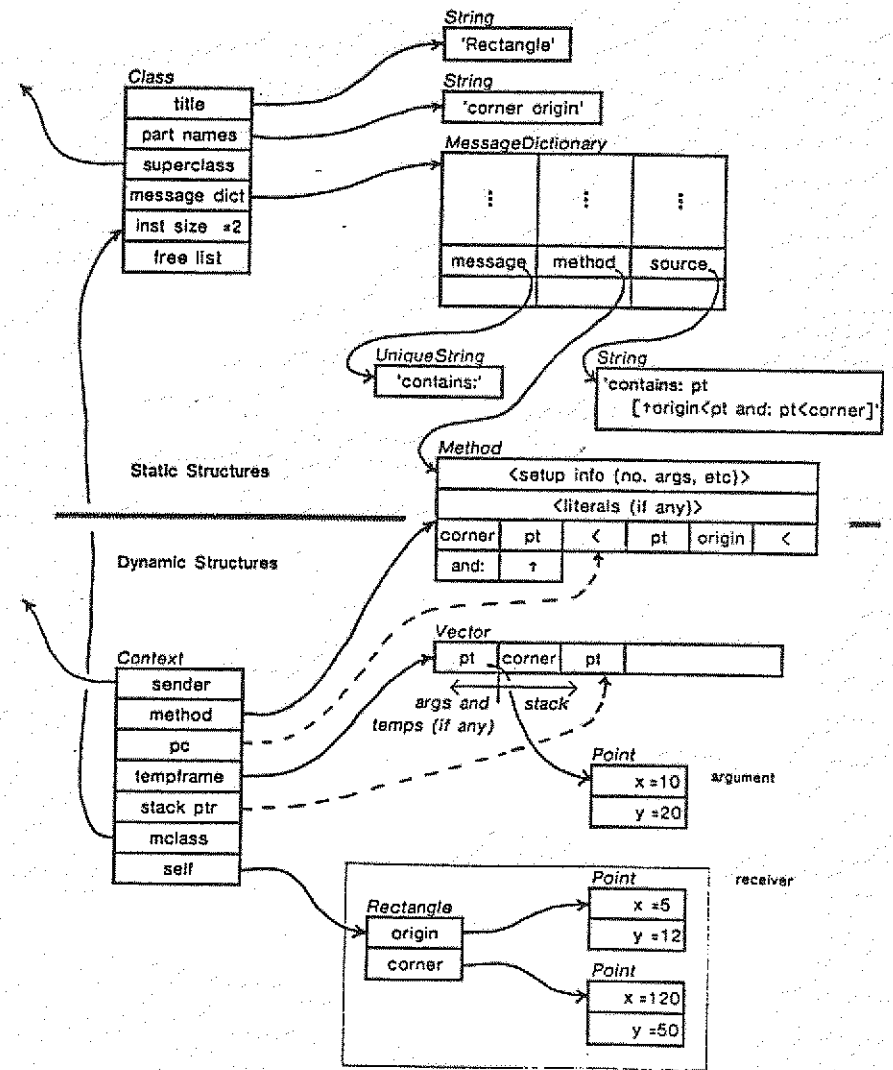 String
'Rectangle'
Class
title
part names
superclass
message dict
inst size =2
free list
String
'corner origin'
MessageDictionary
message method source
UniqueString
'contains:'
String
'contains: pt
[↑origin<pt and: pt<corner]'
Method
<setup info (no. args, etc)>
<literals (if any)>
corner pt < pt origin <
and: ↑
Static Structures
Dynamic Structures
Context
sender
method
pc
tempframe
stack ptr
mclass
self
Vector
pt corner pt
args and
temps (if any)
stack
Point
x =10
y =20
argument
receiver
Rectangle
origin
corner
Point
x =5
y =12
Point
x =120
y =50